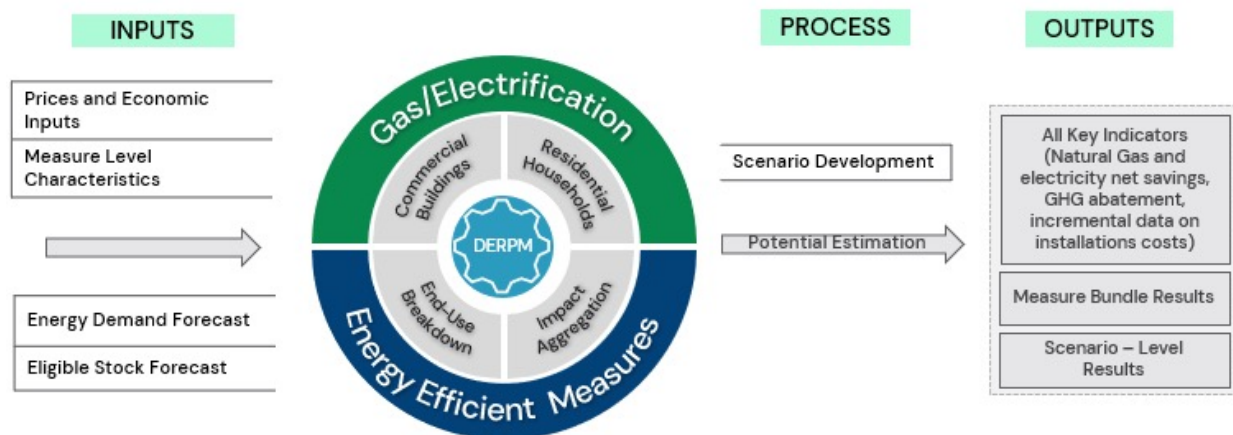 INPUTS
Prices and Economic
Inputs
Measure Level
Characteristics
Energy Demand Forecast
Eligible Stock Forecast
Gas/Electrification
Commercial
Buildings
Residential
Households
DERPM
End-Use
Breakdown
Impact
Aggregation
Energy Efficient Measures
PROCESS
Scenario Development
Potential Estimation
OUTPUTS
All Key Indicators
(Natural Gas and
electricity net savings,
GHG abatement,
incremental data on
installations costs)
Measure Bundle Results
Scenario – Level
Results